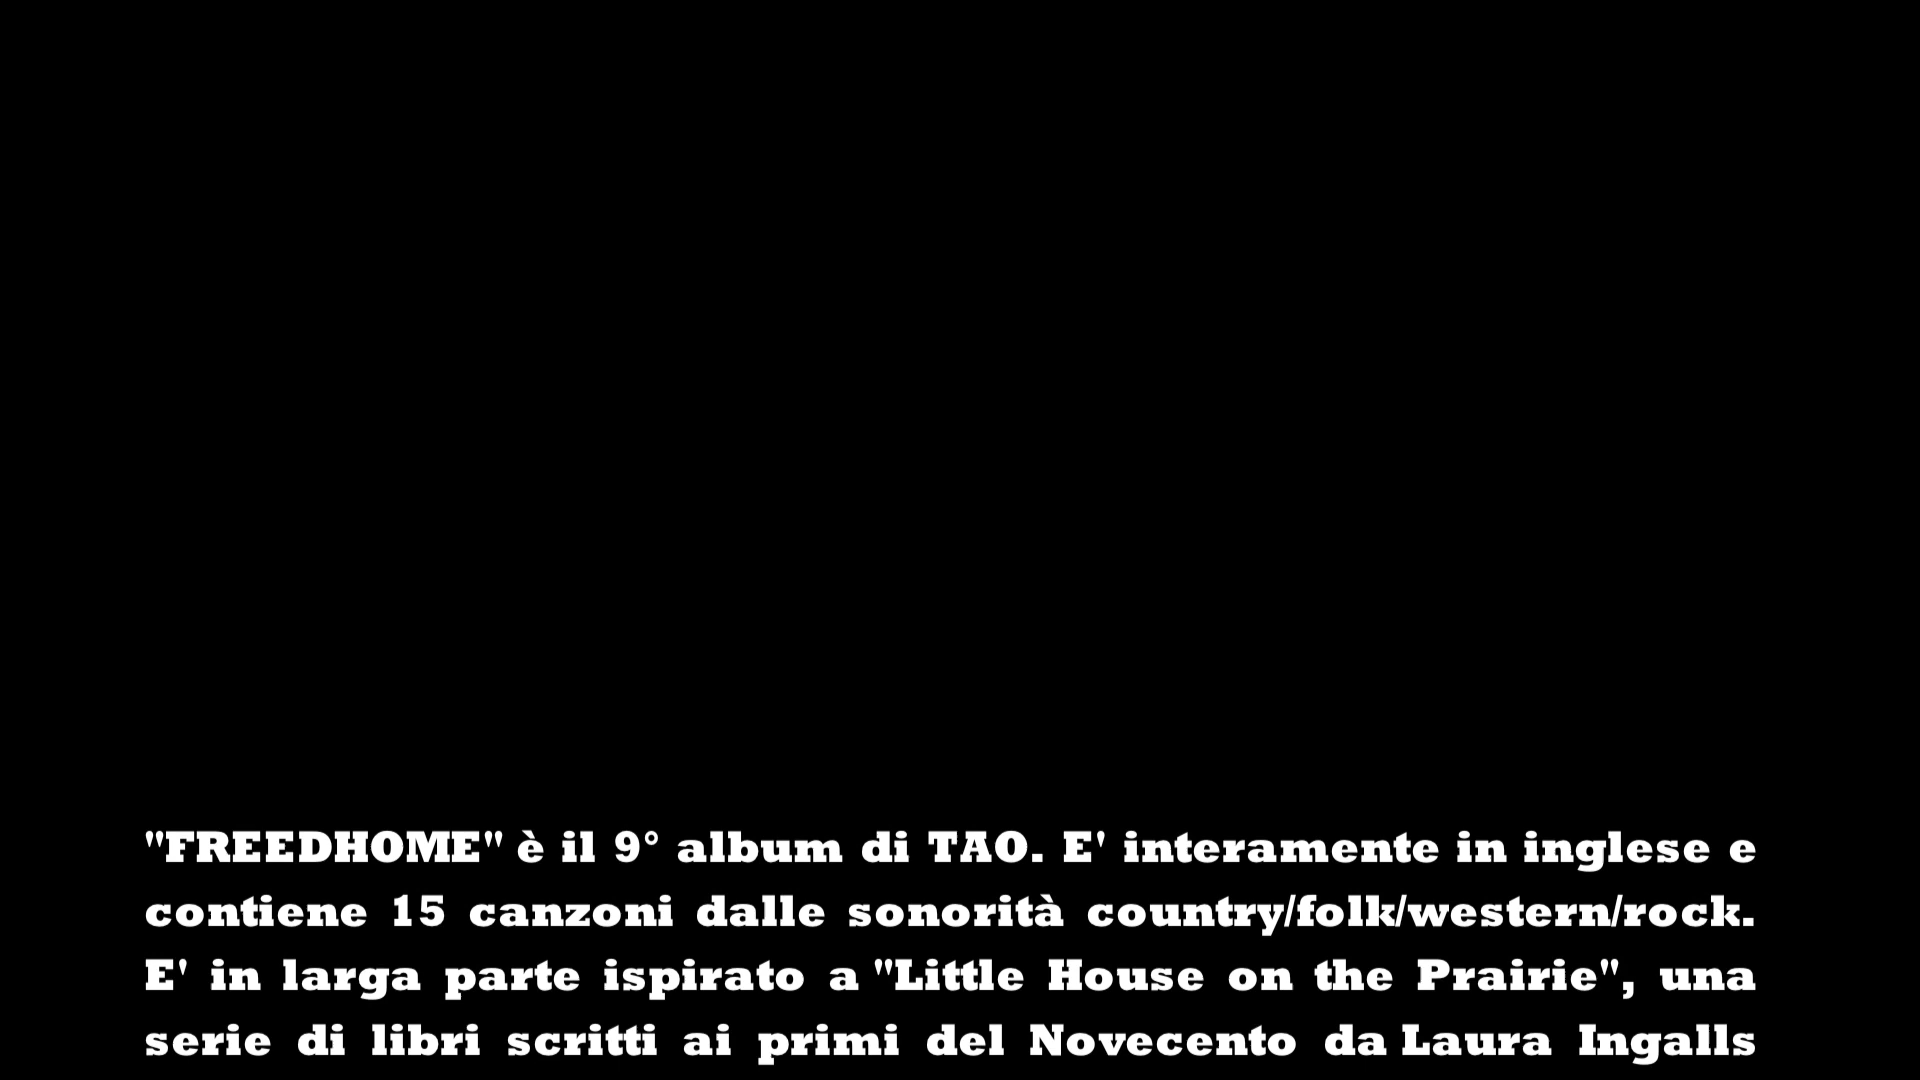 "FREEDHOME" è il 9° album di TAO. E' interamente in inglese e
contiene 15 canzoni dalle sonorità country/folk/western/rock.
E' in larga parte ispirato a "Little House on the Prairie", una
serie di libri scritti ai primi del Novecento da Laura Ingalls